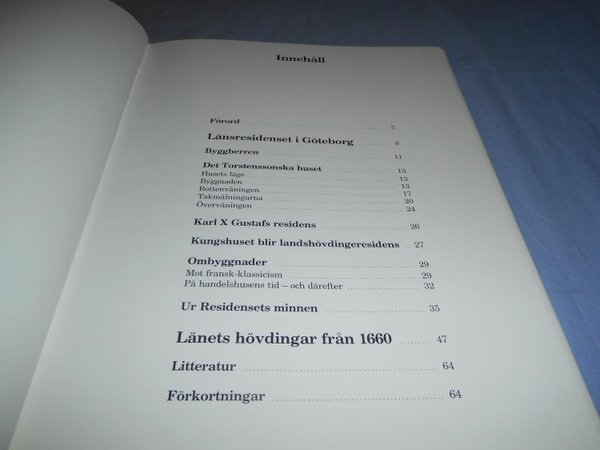 Innehåll
Förord 7
Länsresidenset i Göteborg 9
Byggherren 11
Det Torstenssonska huset 13
Husets läge 13
Byggnaden 13
Bottenvåningen 17
Takmålningarna 20
Övervåningen 24
Karl X Gustafs residens 26
Kungshuset blir landshövdingeresidens 27
Ombyggnader 29
Mot fransk-klassicism 29
På handelshusens tid – och därefter 32
Ur Residensets minnen 35
Länets hövdingar från 1660 47
Litteratur 64
Förkortningar 64